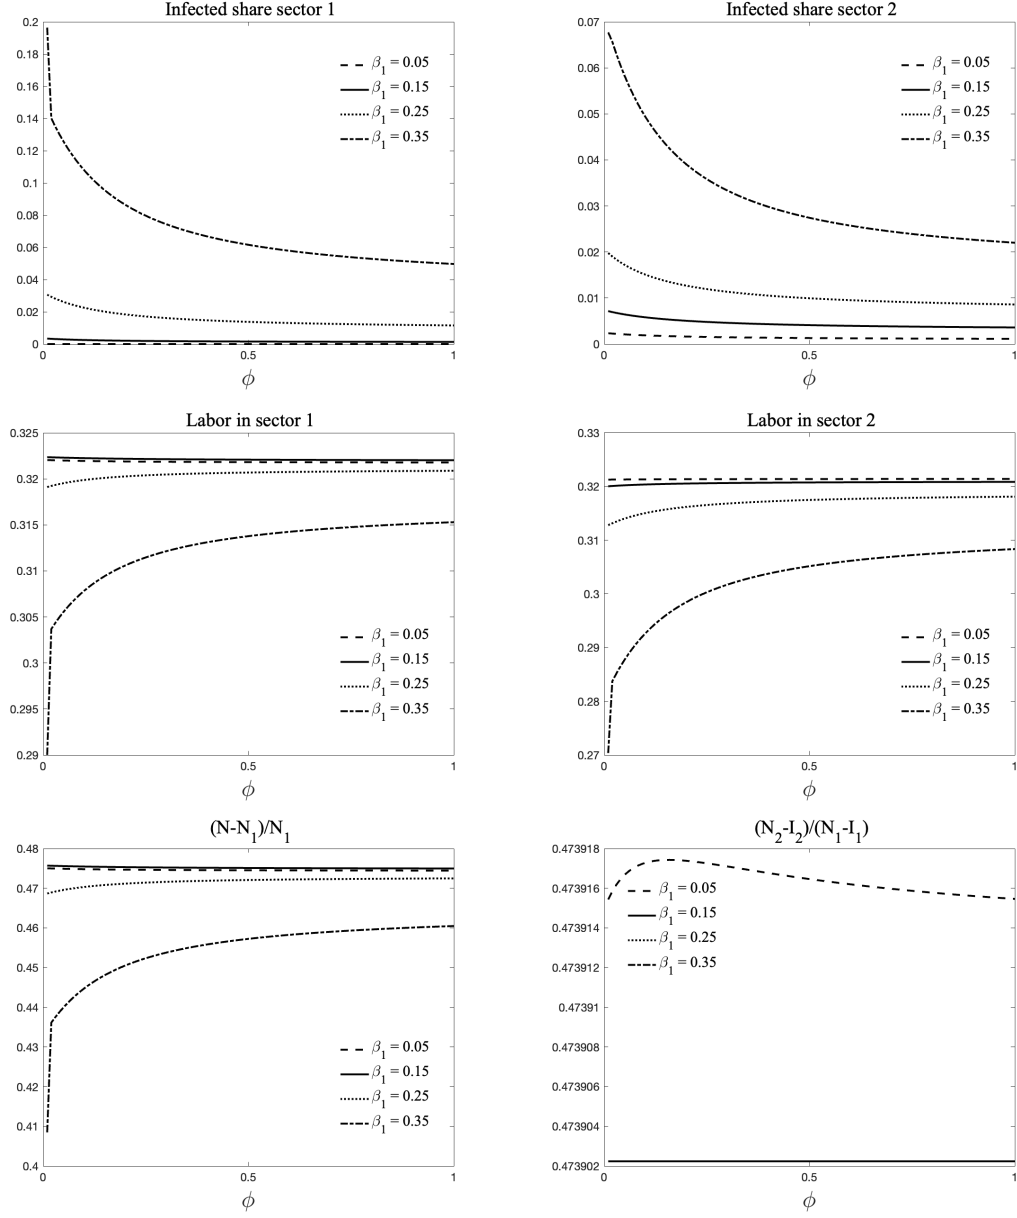 Infected share sector 1
0.2
0.18
0.16
0.14
0.12
0.1
0.08
0.06
0.04
0.02
0
β1 = 0.05
β1 = 0.15
β1 = 0.25
β1 = 0.35
0
0.5
1
ϕ
Infected share sector 2
0.07
0.06
0.05
0.04
0.03
0.02
0.01
0
β1 = 0.05
β1 = 0.15
β1 = 0.25
β1 = 0.35
0
0.5
1
ϕ
Labor in sector 1
0.325
0.32
0.315
0.31
0.305
0.3
0.295
0.29
β1 = 0.05
β1 = 0.15
β1 = 0.25
β1 = 0.35
0
0.5
1
ϕ
Labor in sector 2
0.33
0.32
0.31
0.3
0.29
0.28
0.27
β1 = 0.05
β1 = 0.15
β1 = 0.25
β1 = 0.35
0
0.5
1
ϕ
(N-N1)/N1
0.48
0.47
0.46
0.45
0.44
0.43
0.42
0.41
0.4
β1 = 0.05
β1 = 0.15
β1 = 0.25
β1 = 0.35
0
0.5
1
ϕ
(N2-I2)/(N1-I1)
0.473918
0.473916
0.473914
0.473912
0.47391
0.473908
0.473906
0.473904
0.473902
β1 = 0.05
β1 = 0.15
β1 = 0.25
β1 = 0.35
0
0.5
1
ϕ